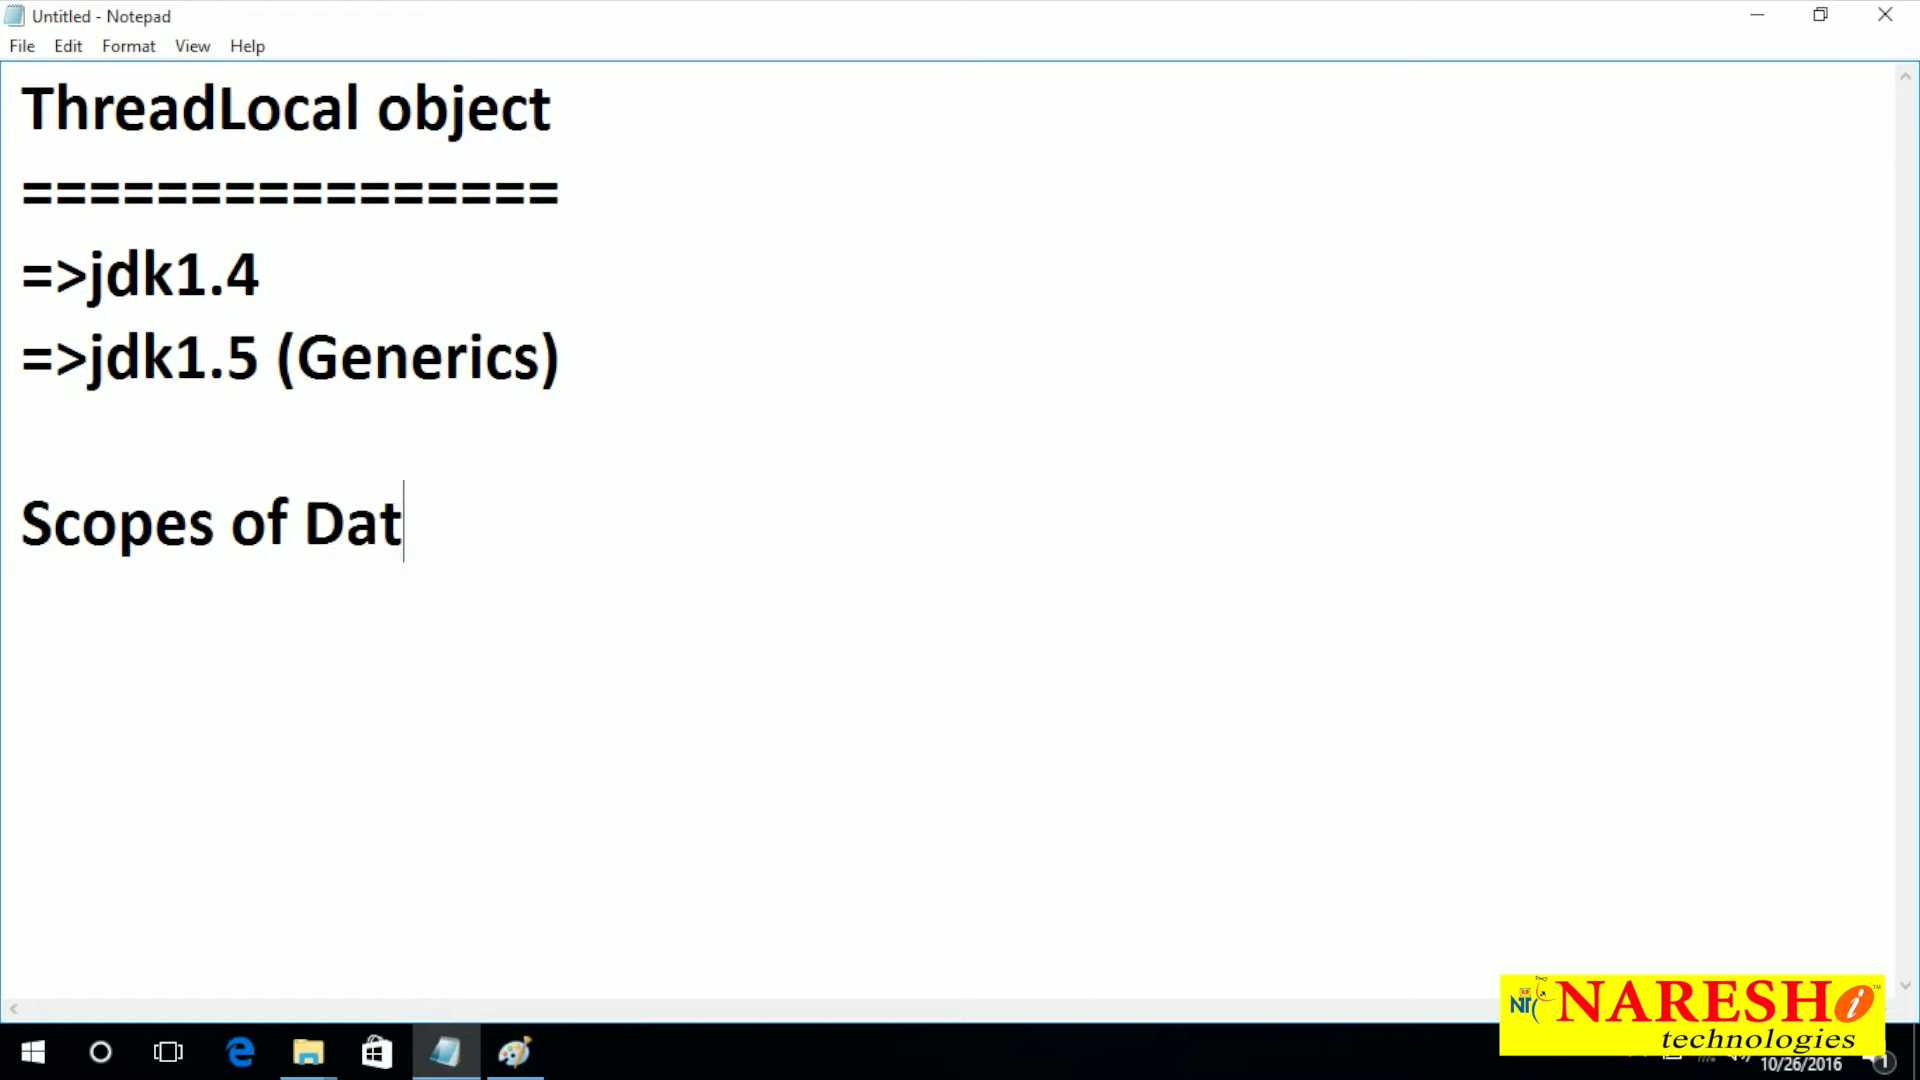 Untitled - Notepad
File Edit Format View Help
ThreadLocal object
================
=>jdk1.4
=>jdk1.5 (Generics)
Scopes of Dat
NARESH i
technologies
10/26/2016